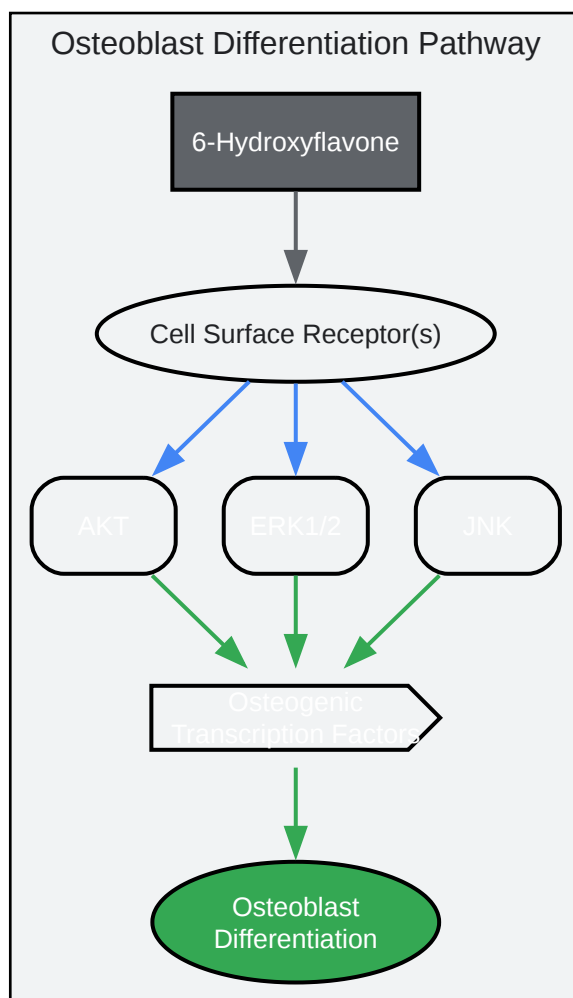 Osteoblast Differentiation Pathway
6-Hydroxyflavone
Cell Surface Receptor(s)
AKT
ERK1/2
JNK
Osteogenic
Transcription Factors
Osteoblast
Differentiation